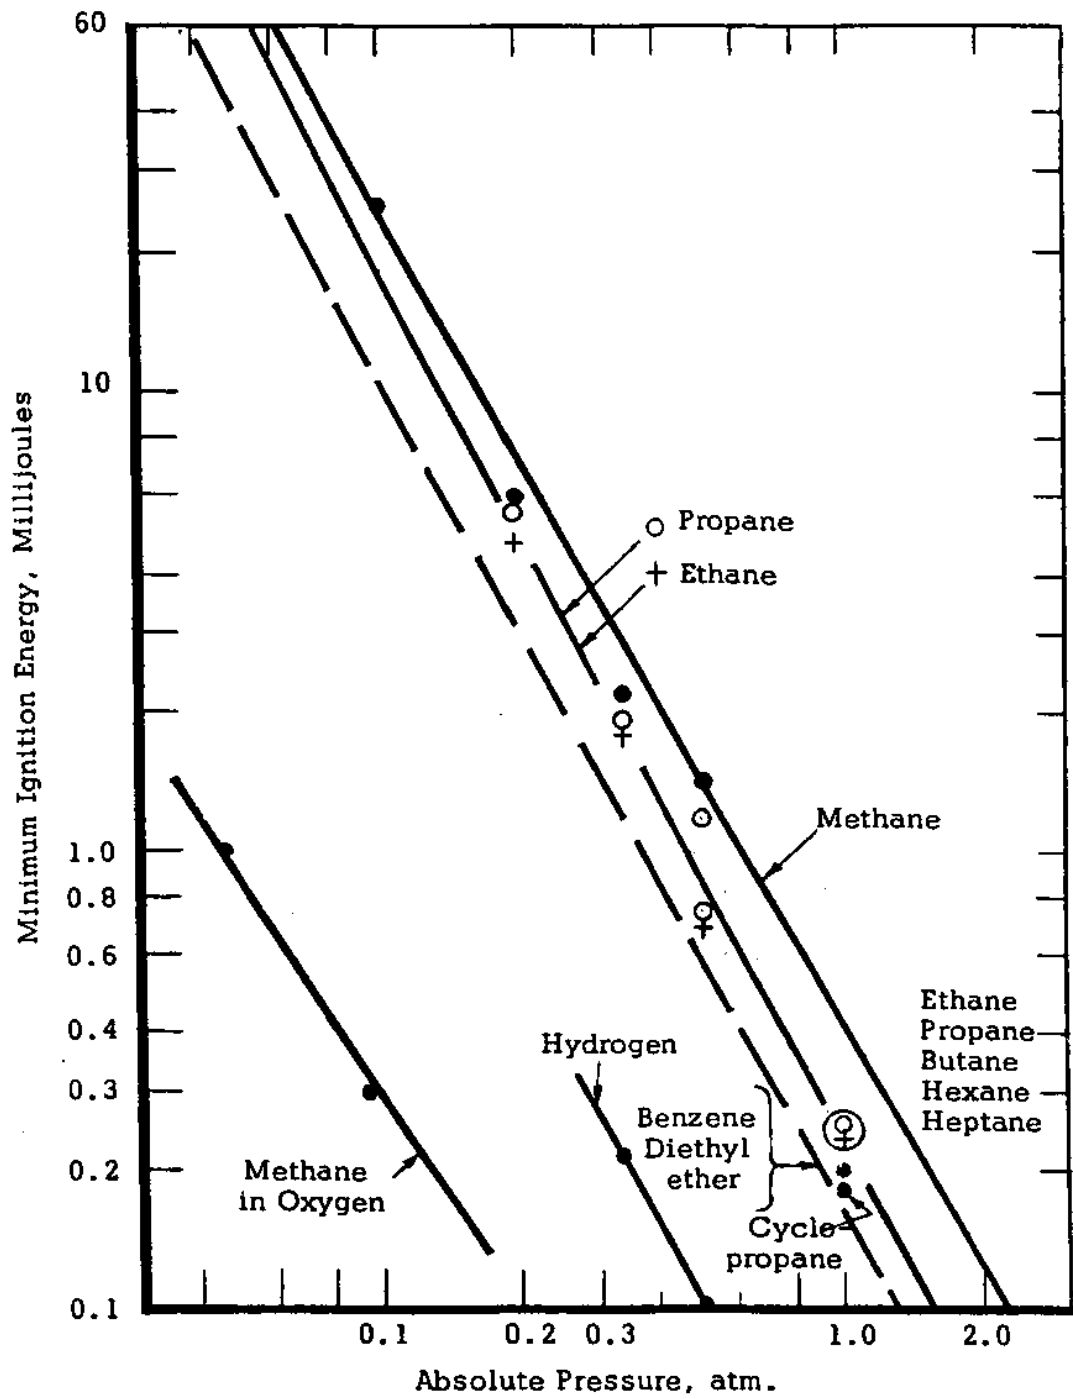 60
10
1.0
0.8
0.6
0.4
0.3
0.2
0.1
Minimum Ignition Energy, Millijoules
Propane
Ethane
Methane
Ethane
Propane
Butane
Hexane
Heptane
Hydrogen
Benzene
Diethyl
ether
Methane
in Oxygen
Cyclo
propane
0.1
0.2
0.3
1.0
2.0
Absolute Pressure, atm.